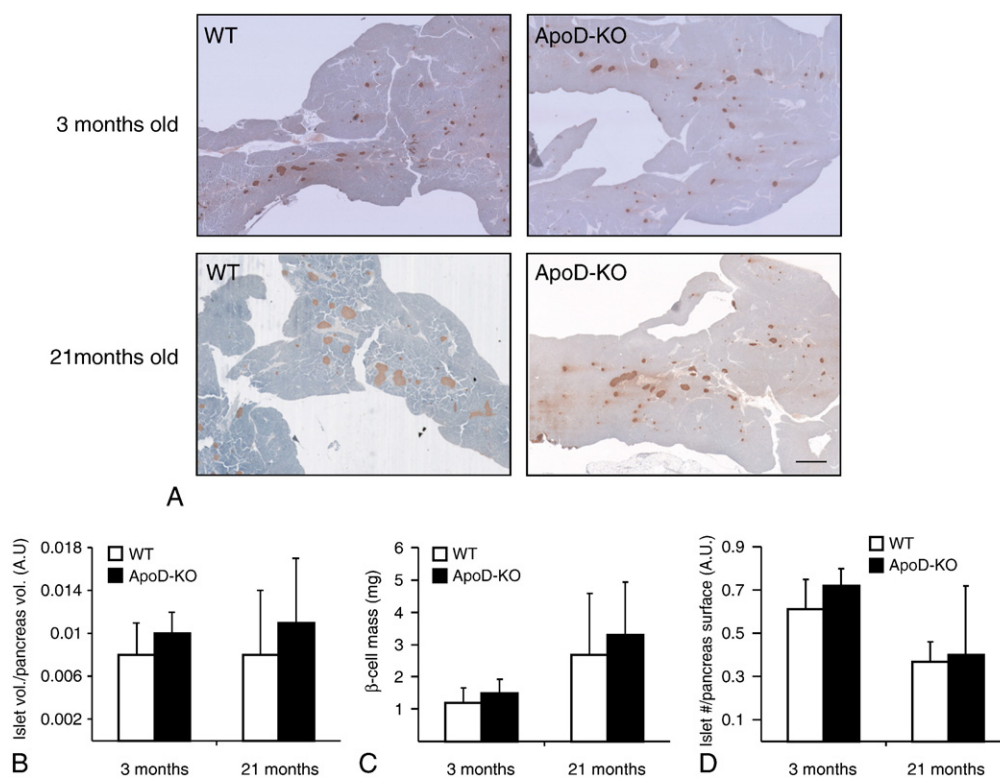 WT
ApoD-KO
3 months old
WT
ApoD-KO
21months old
A
Islet vol./pancreas vol. (A.U)
0.018
0.014
0.01
0.006
0.002
WT
ApoD-KO
3 months
21 months
B
β-cell mass (mg)
6
5
4
3
2
1
WT
ApoD-KO
3 months
21 months
C
Islet #/pancreas surface (A.U.)
0.9
0.7
0.5
0.3
0.1
WT
ApoD-KO
3 months
21 months
D